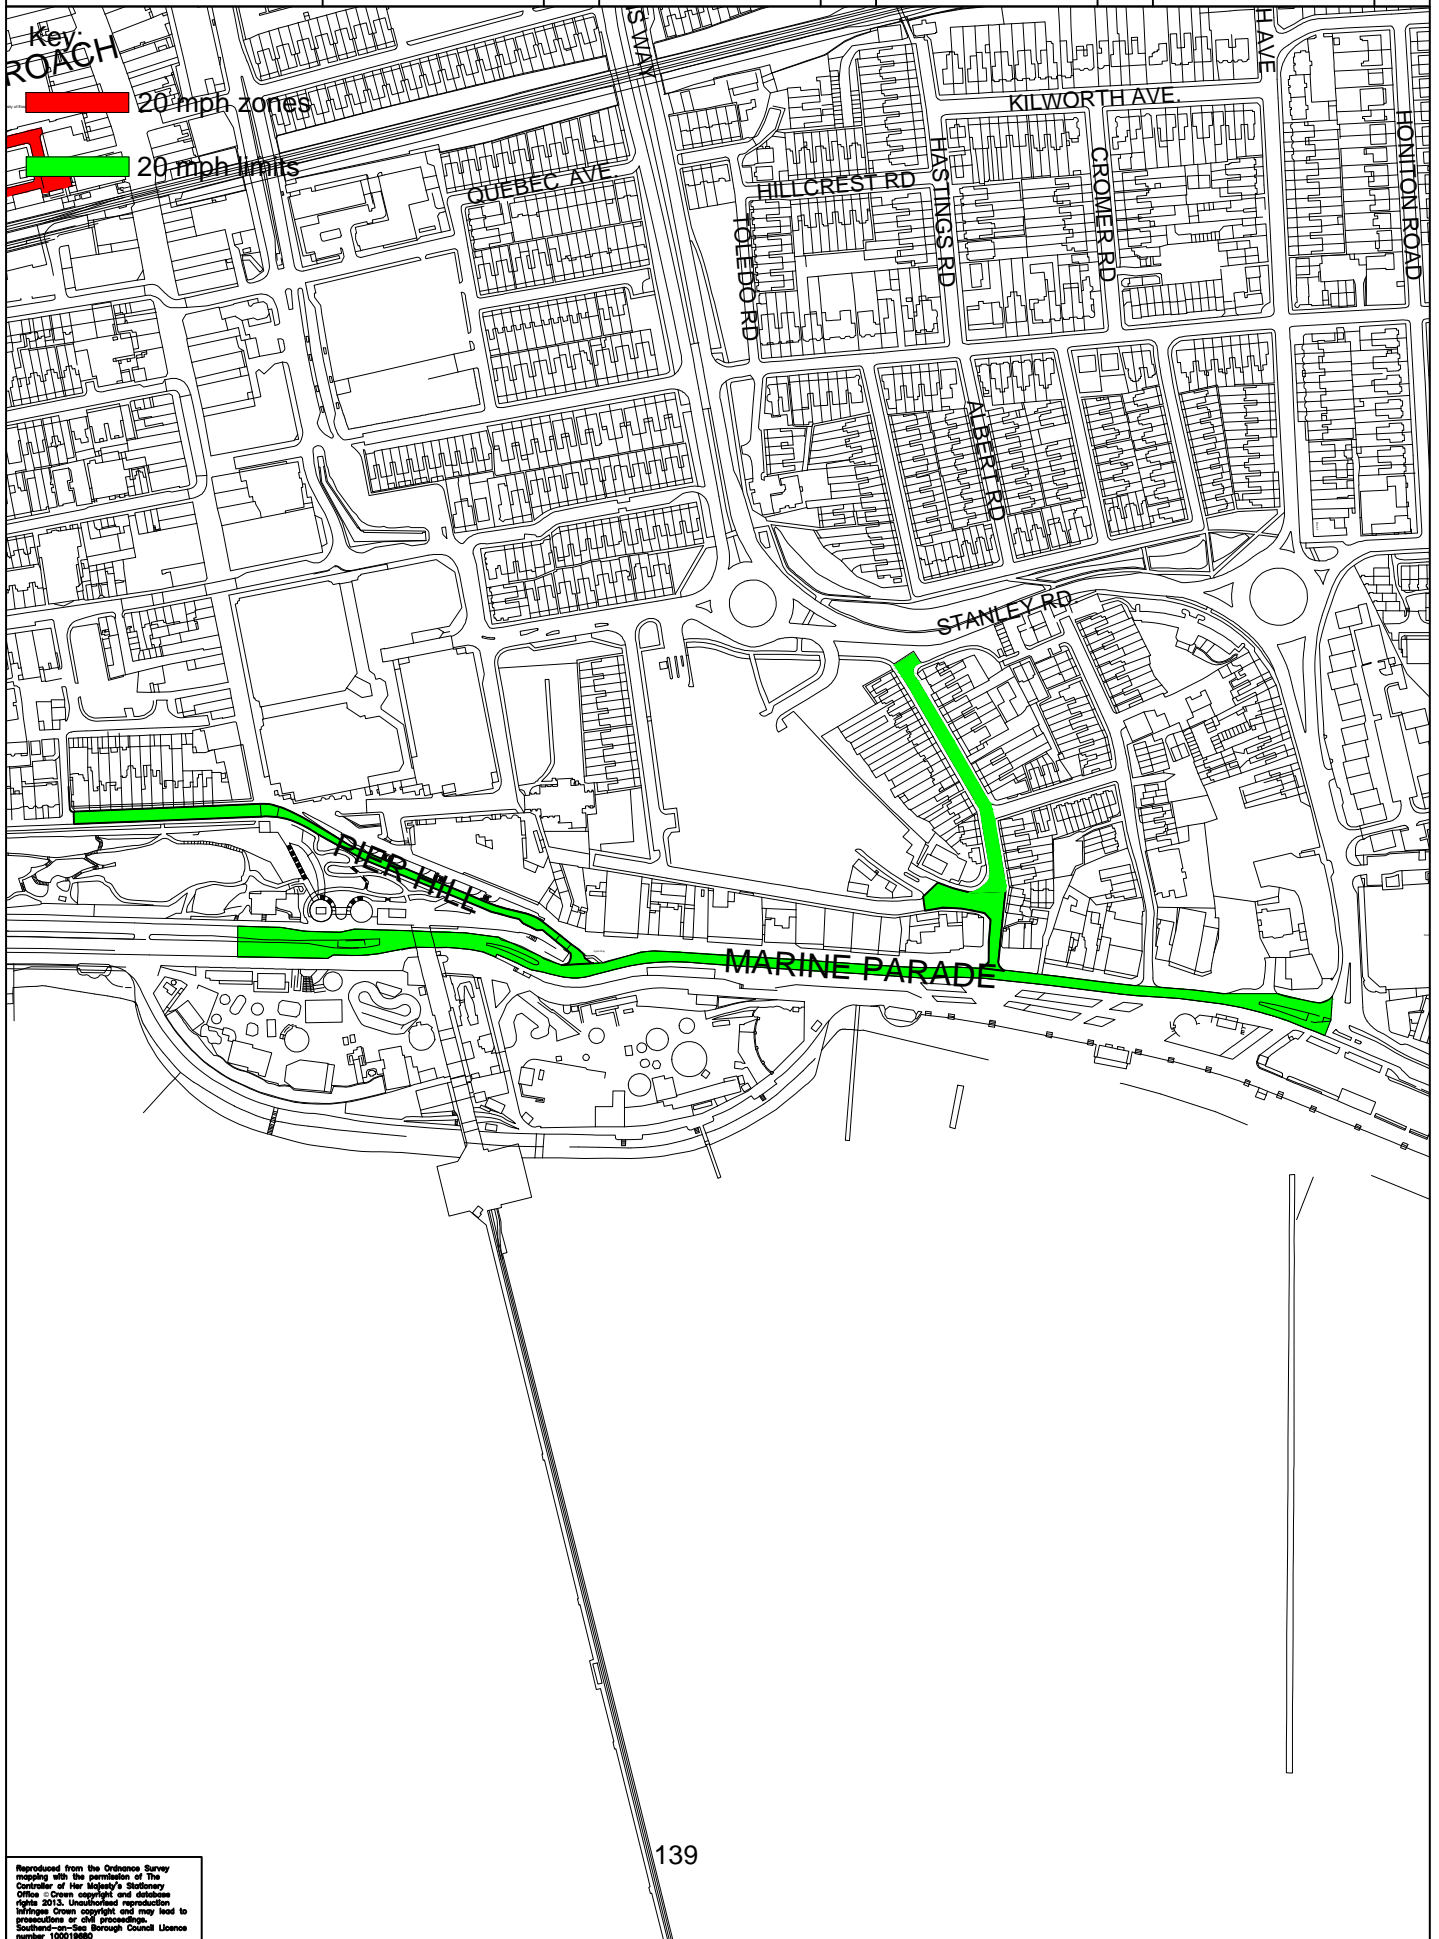 Key:
ROACH
20 mph zones
20 mph limits
S WAY
H AVE
KILWORTH AVE.
HONITON ROAD
QUEBEC AVE.
HILLCREST RD
HASTINGS RD
CROMER RD
TOLEDO RD
ALBERT RD
STANLEY RD
PIER HILL
MARINE PARADE
139
Reproduced from the Ordnance Survey
mapping with the permission of The
Controller of Her Majesty's Stationery
Office © Crown copyright and database
rights 2013. Unauthorised reproduction
infringes Crown copyright and may lead to
prosecutions or civil proceedings.
Southend-on-Sea Borough Council Licence
number 100019680